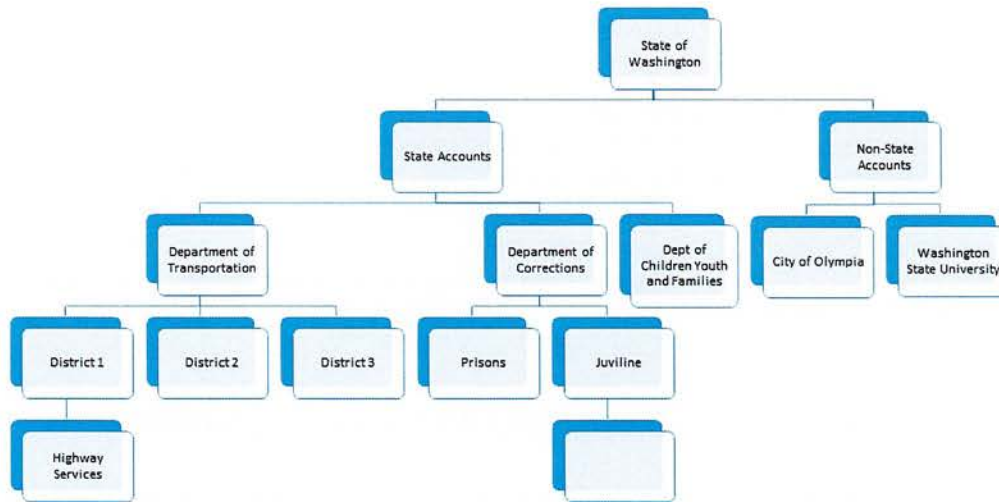 State of
Washington
State Accounts
Non-State
Accounts
Department of
Transportation
Department of
Corrections
Dept of
Children Youth
and Families
City of Olympia
Washington
State University
District 1
District 2
District 3
Prisons
Juviline
Highway
Services